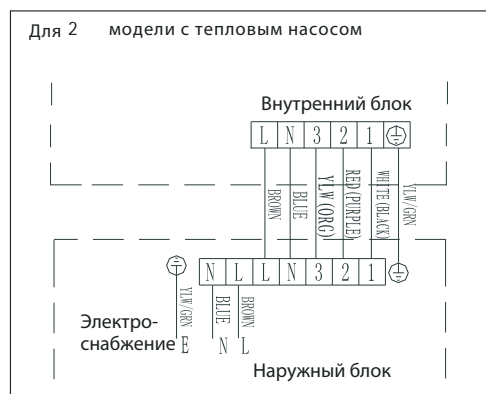 Для 2 модели с тепловым насосом
Внутренний блок
L N 3 2 1
BROWN
BLUE
YLW (ORG)
RED (PURPLE)
WHITE (BLACK)
YLW/GRN
N L L N 3 2 1
YLW/GRN
BLUE
BROWN
Электро-
снабжение E N L
Наружный блок